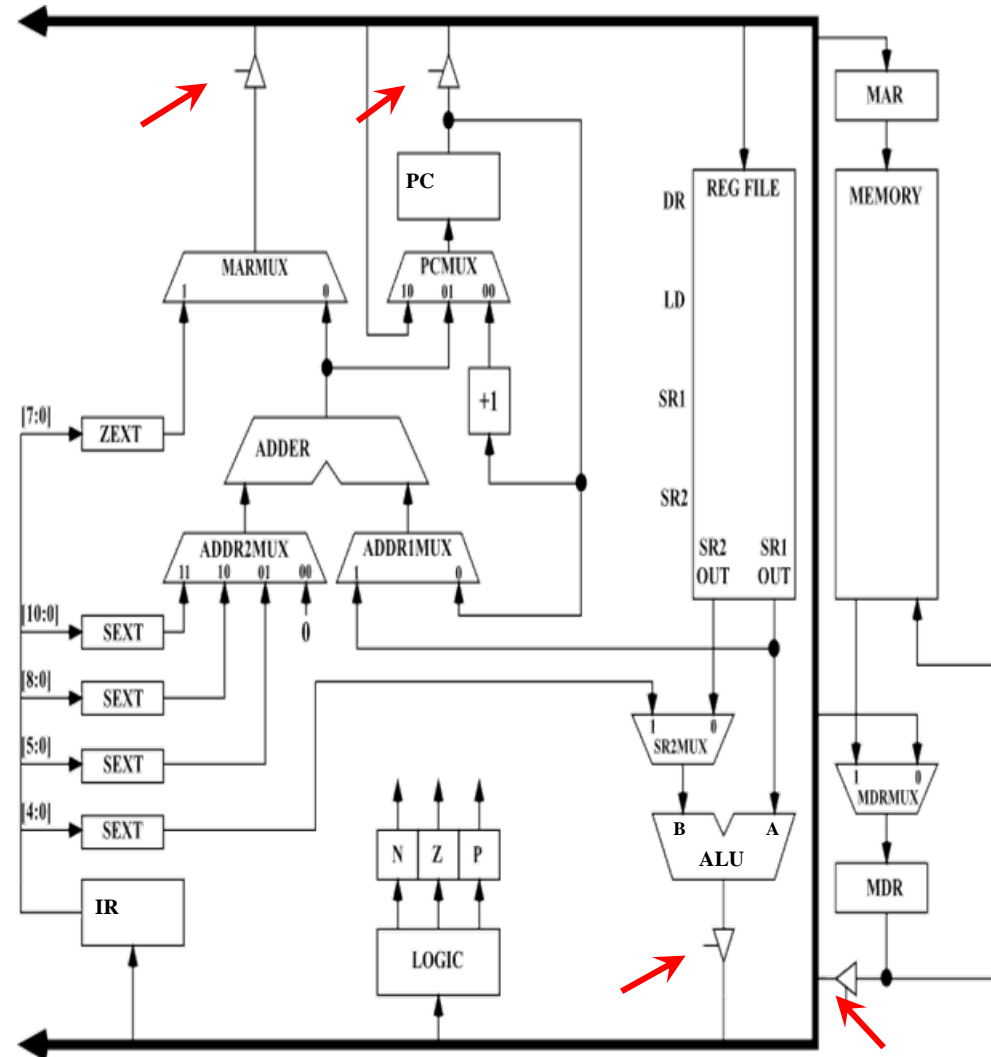 MAR
PC
REG FILE
MEMORY
DR
MARMUX
1 0
PCMUX
10 01 00
LD
+1
SR1
[7:0]
ZEXT
ADDER
SR2
ADDR2MUX
11 10 01 00
ADDR1MUX
1 0
SR2 OUT
SR1 OUT
[10:0]
SEXT
0
[8:0]
SEXT
1 0
SR2MUX
[5:0]
SEXT
1 0
MDRMUX
[4:0]
SEXT
B A
ALU
N Z P
MDR
IR
LOGIC